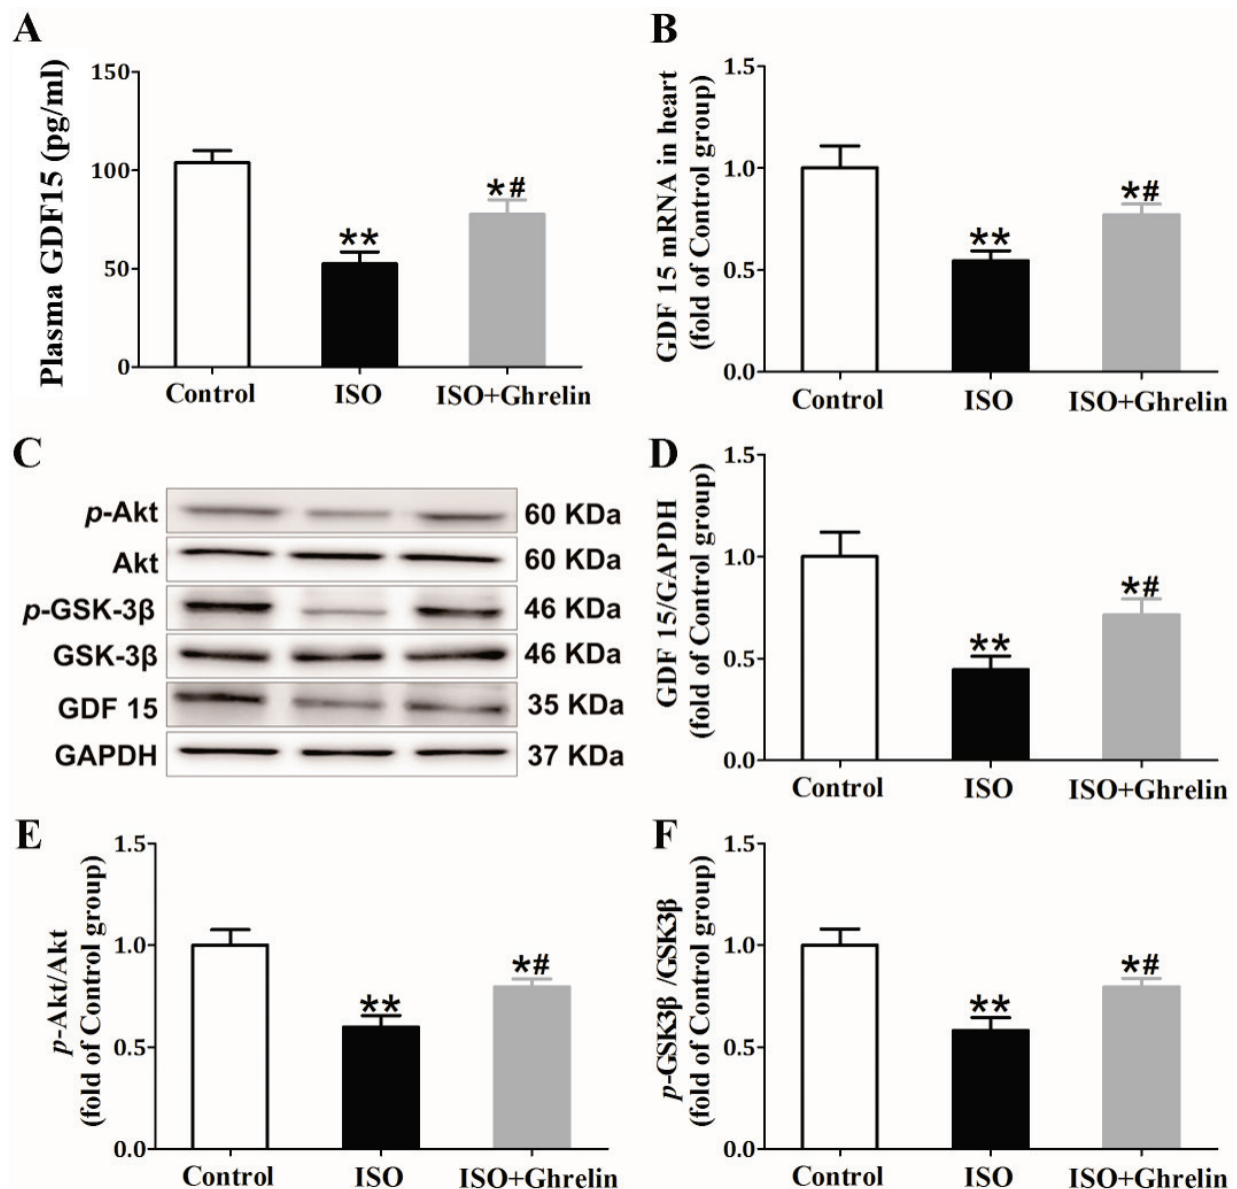 A
Plasma GDF15 (pg/ml)
150
100
50
0
**
*#
Control
ISO
ISO+Ghrelin
B
GDF 15 mRNA in heart
(fold of Control group)
1.5
1.0
0.5
0.0
**
*#
Control
ISO
ISO+Ghrelin
C
p-Akt
60 KDa
Akt
60 KDa
p-GSK-3β
46 KDa
GSK-3β
46 KDa
GDF 15
35 KDa
GAPDH
37 KDa
D
GDF 15/GAPDH
(fold of Control group)
1.5
1.0
0.5
0.0
**
*#
Control
ISO
ISO+Ghrelin
E
p-Akt/Akt
(fold of Control group)
1.5
1.0
0.5
0.0
**
*#
Control
ISO
ISO+Ghrelin
F
p-GSK3β /GSK3β
(fold of Control group)
1.5
1.0
0.5
0.0
**
*#
Control
ISO
ISO+Ghrelin